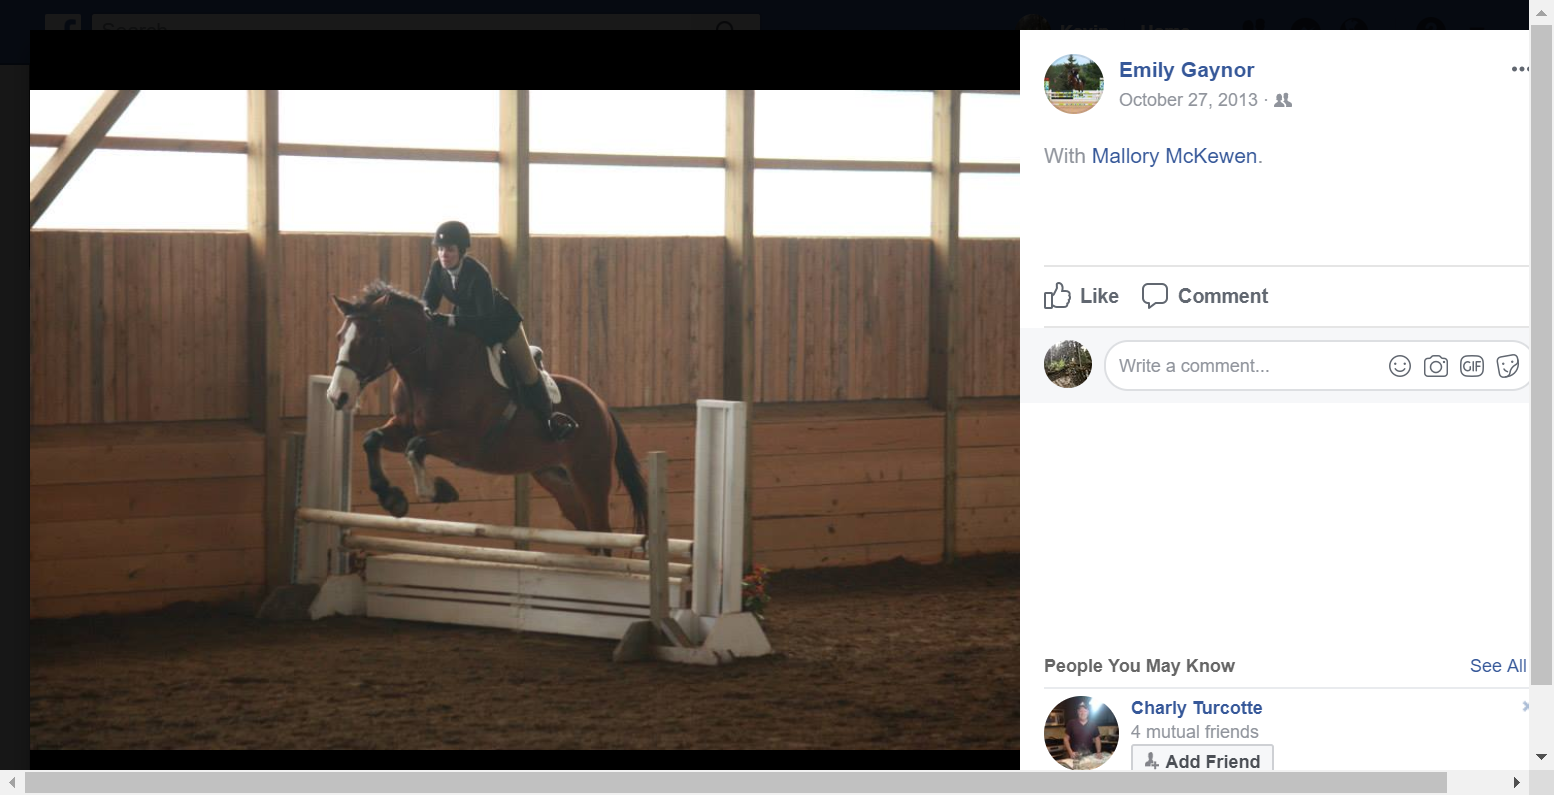 Search
Emily Gaynor
October 27, 2013 ·
With Mallory McKewen.
Like Comment
Write a comment...
GIF
People You May Know
See All
Charly Turcotte
4 mutual friends
Add Friend